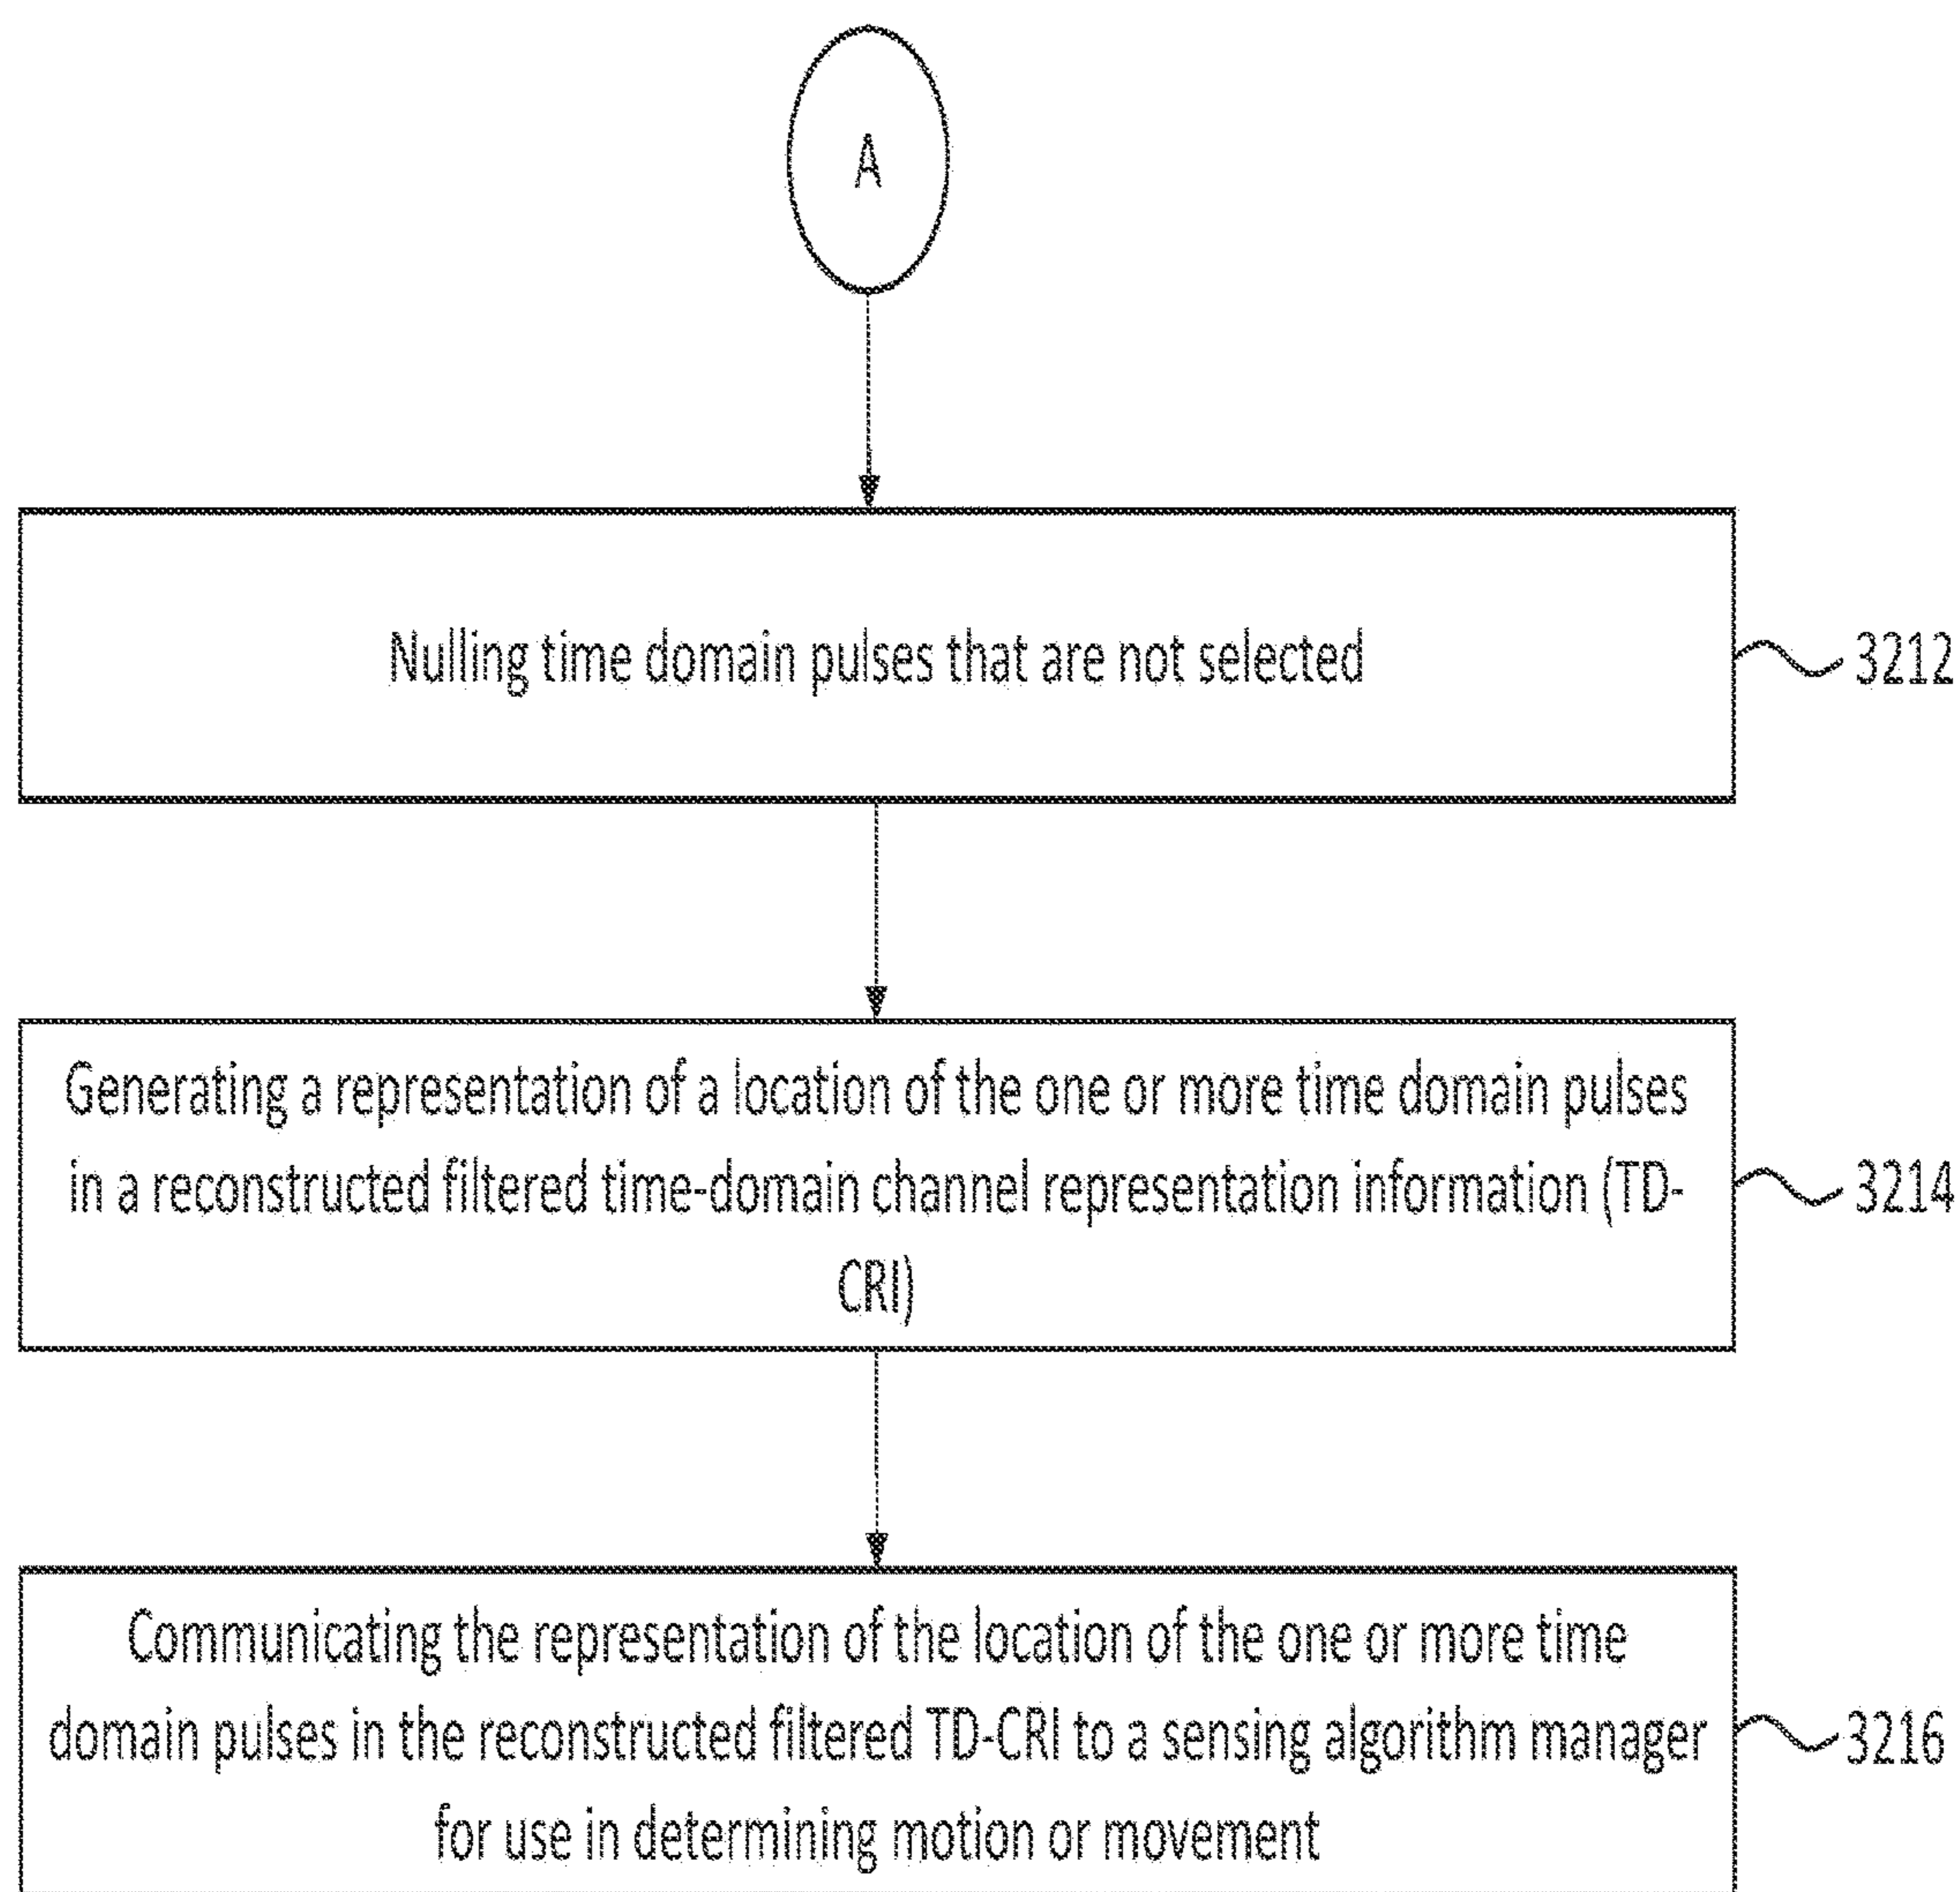 A
Nulling time domain pulses that are not selected
3212
Generating a representation of a location of the one or more time domain pulses
in a reconstructed filtered time-domain channel representation information (TD-
CRI)
3214
Communicating the representation of the location of the one or more time
domain pulses in the reconstructed filtered TD-CRI to a sensing algorithm manager
for use in determining motion or movement
3216